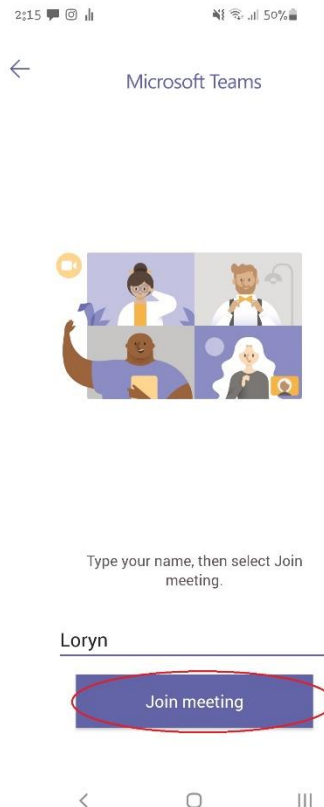 2:15 50%
Microsoft Teams
Type your name, then select Join
meeting.
Loryn
Join meeting